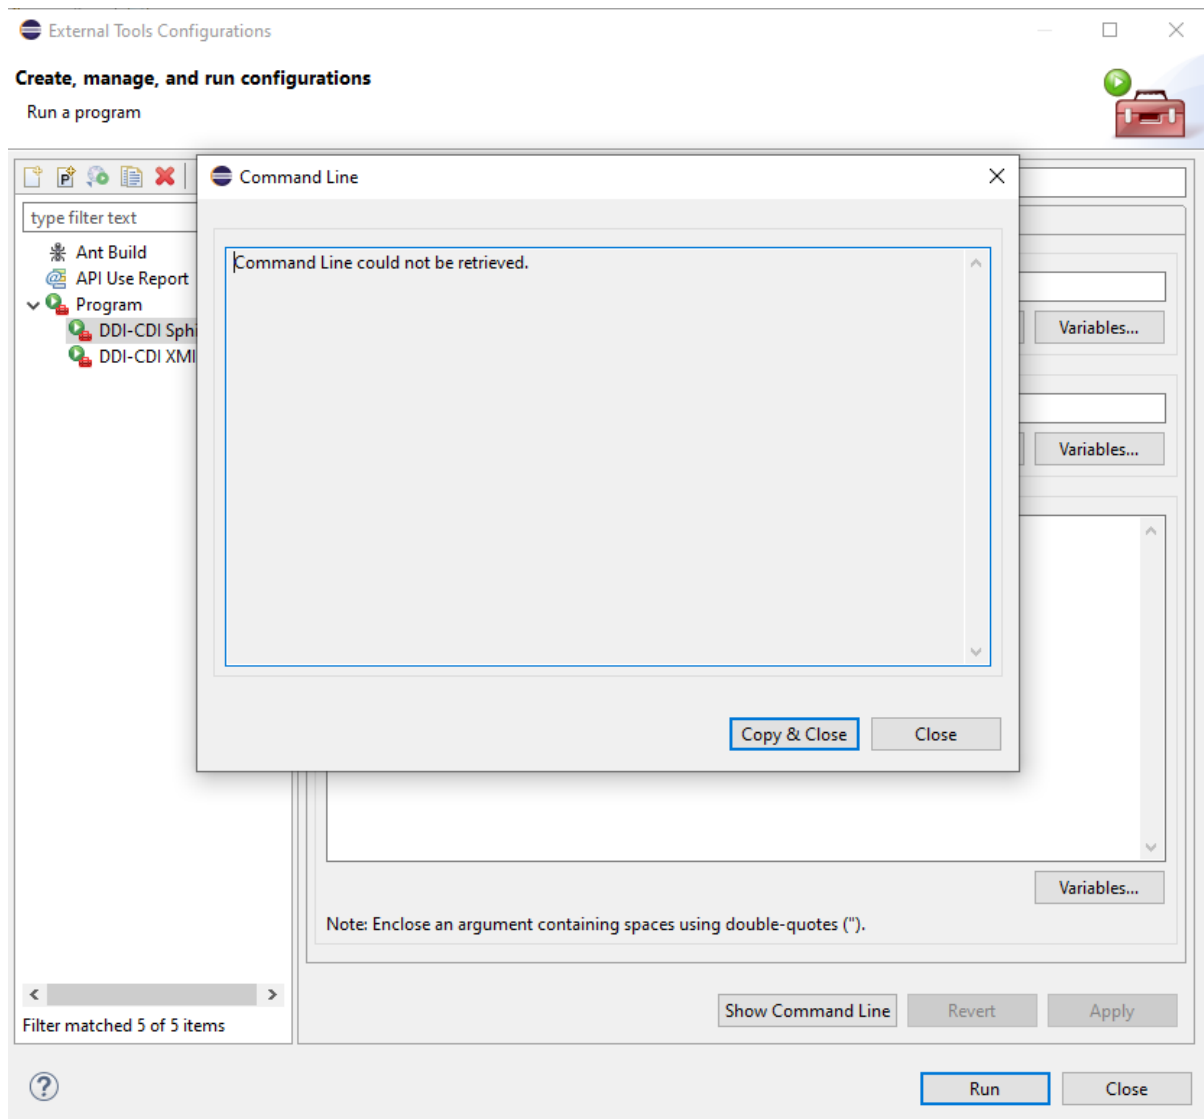 External Tools Configurations
Create, manage, and run configurations
Run a program
Command Line
type filter text
Command Line could not be retrieved.
Ant Build
API Use Report
Program
DDI-CDI Sphi
DDI-CDI XMI
Variables...
Variables...
Copy & Close
Close
Variables...
Note: Enclose an argument containing spaces using double-quotes (").
Filter matched 5 of 5 items
Show Command Line
Revert
Apply
Run
Close